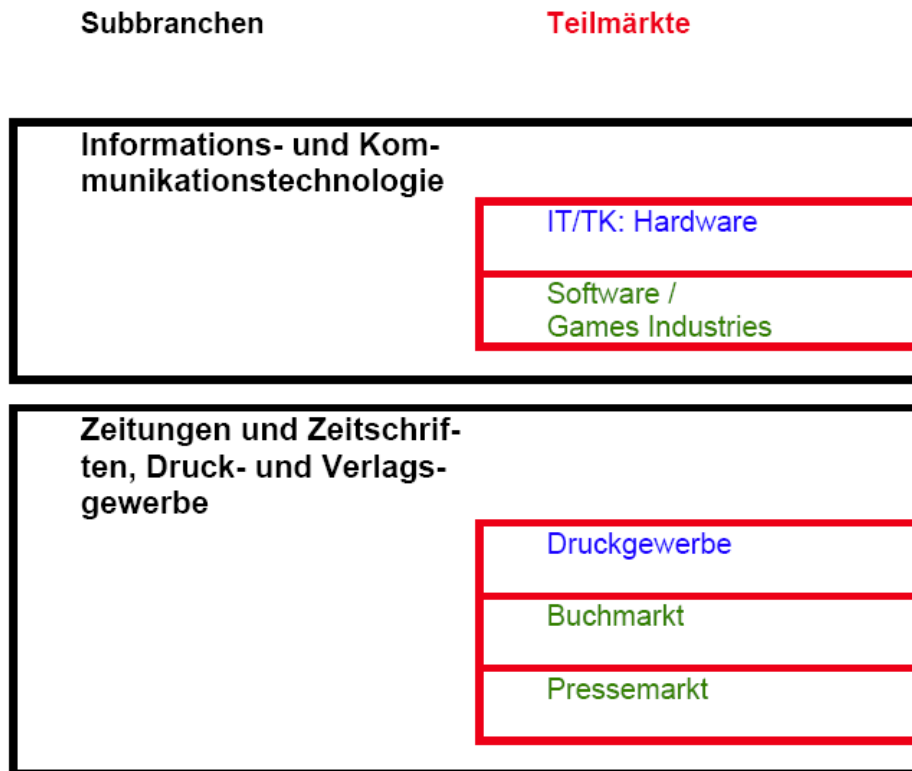 Subbranchen
Teilmärkte
Informations- und Kom-
munikationstechnologie
IT/TK: Hardware
Software /
Games Industries
Zeitungen und Zeitschrif-
ten, Druck- und Verlags-
gewerbe
Druckgewerbe
Buchmarkt
Pressemarkt